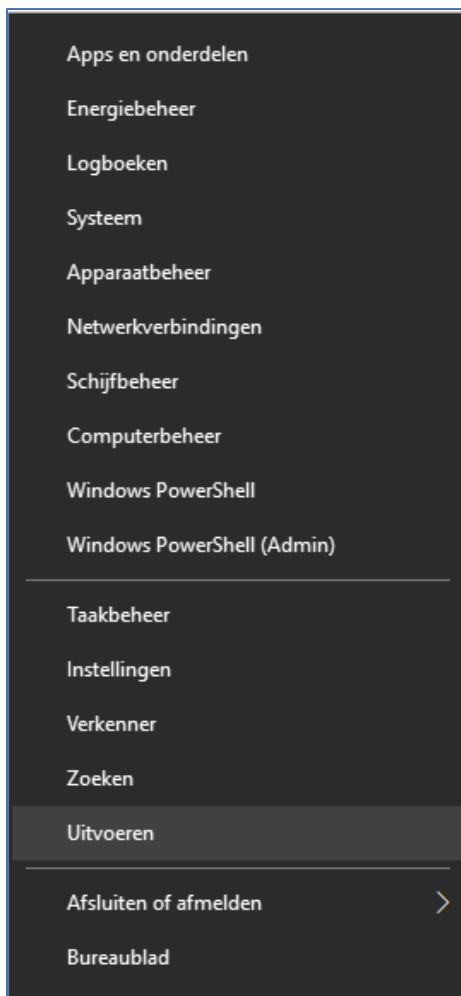 Apps en onderdelen
Energiebeheer
Logboeken
Systeem
Apparaatbeheer
Netwerkverbindingen
Schijfbeheer
Computerbeheer
Windows PowerShell
Windows PowerShell (Admin)
Taakbeheer
Instellingen
Verkenner
Zoeken
Uitvoeren
Afsluiten of afmelden
Bureaublad